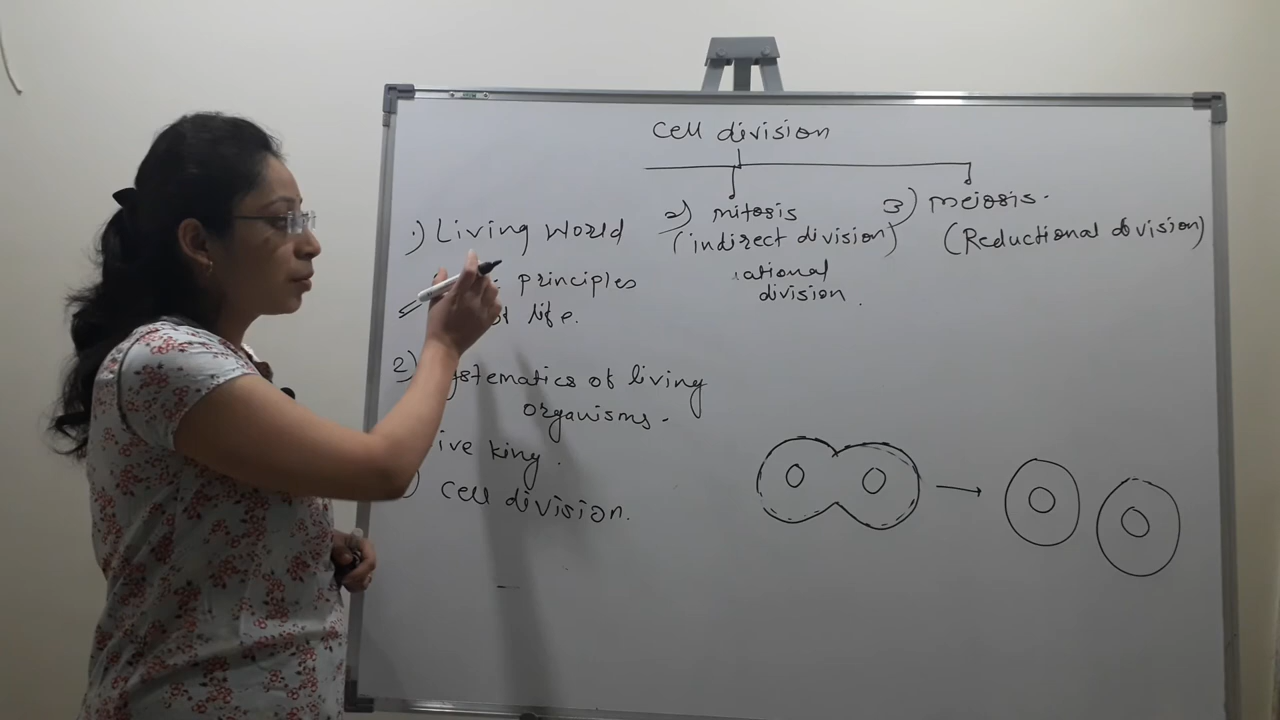 cell division
1) Living World
principles
of life.
2) systematics of living
organisms.
king.
cell division.
2) mitosis
(indirect division)
ational
division.
3) meiosis.
(Reductional division)